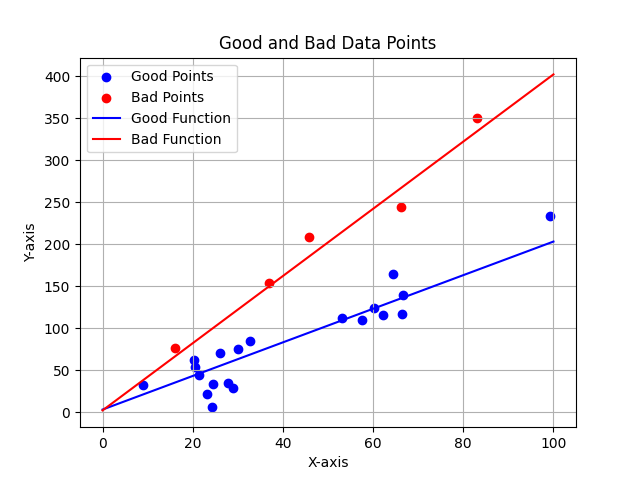 Good and Bad Data Points
Good Points
Bad Points
Good Function
Bad Function
400
350
300
250
200
150
100
50
0
Y-axis
0 20 40 60 80 100
X-axis